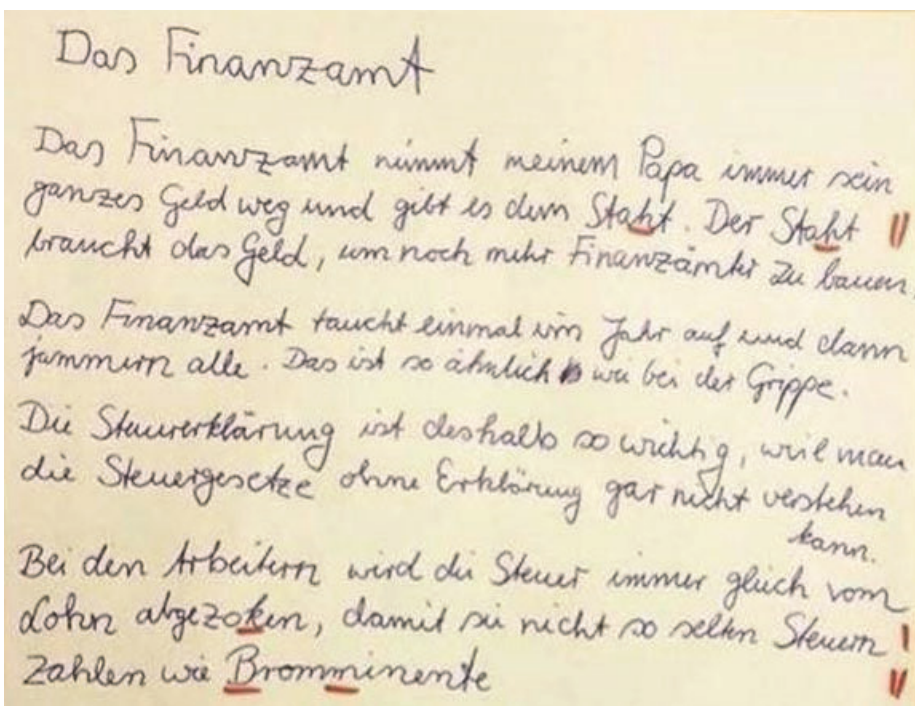 Das Finanzamt
Das Finanzamt nimmt meinem Papa immer sein
ganzes Geld weg und gibt es dem Staht. Der Staht
braucht das Geld, um noch mehr Finanzämter zu bauen.
Das Finanzamt taucht einmal im Jahr auf und dann
jammern alle. Das ist so ähnlich wie bei der Grippe.
Die Steuererklärung ist deshalb so wichtig, weil man
die Steuergesetze ohne Erklärung gar nicht verstehen
kann.
Bei den Arbeitern wird die Steuer immer gleich vom
Lohn abgezoken, damit sie nicht so selten Steuern
zahlen wie Bromminente